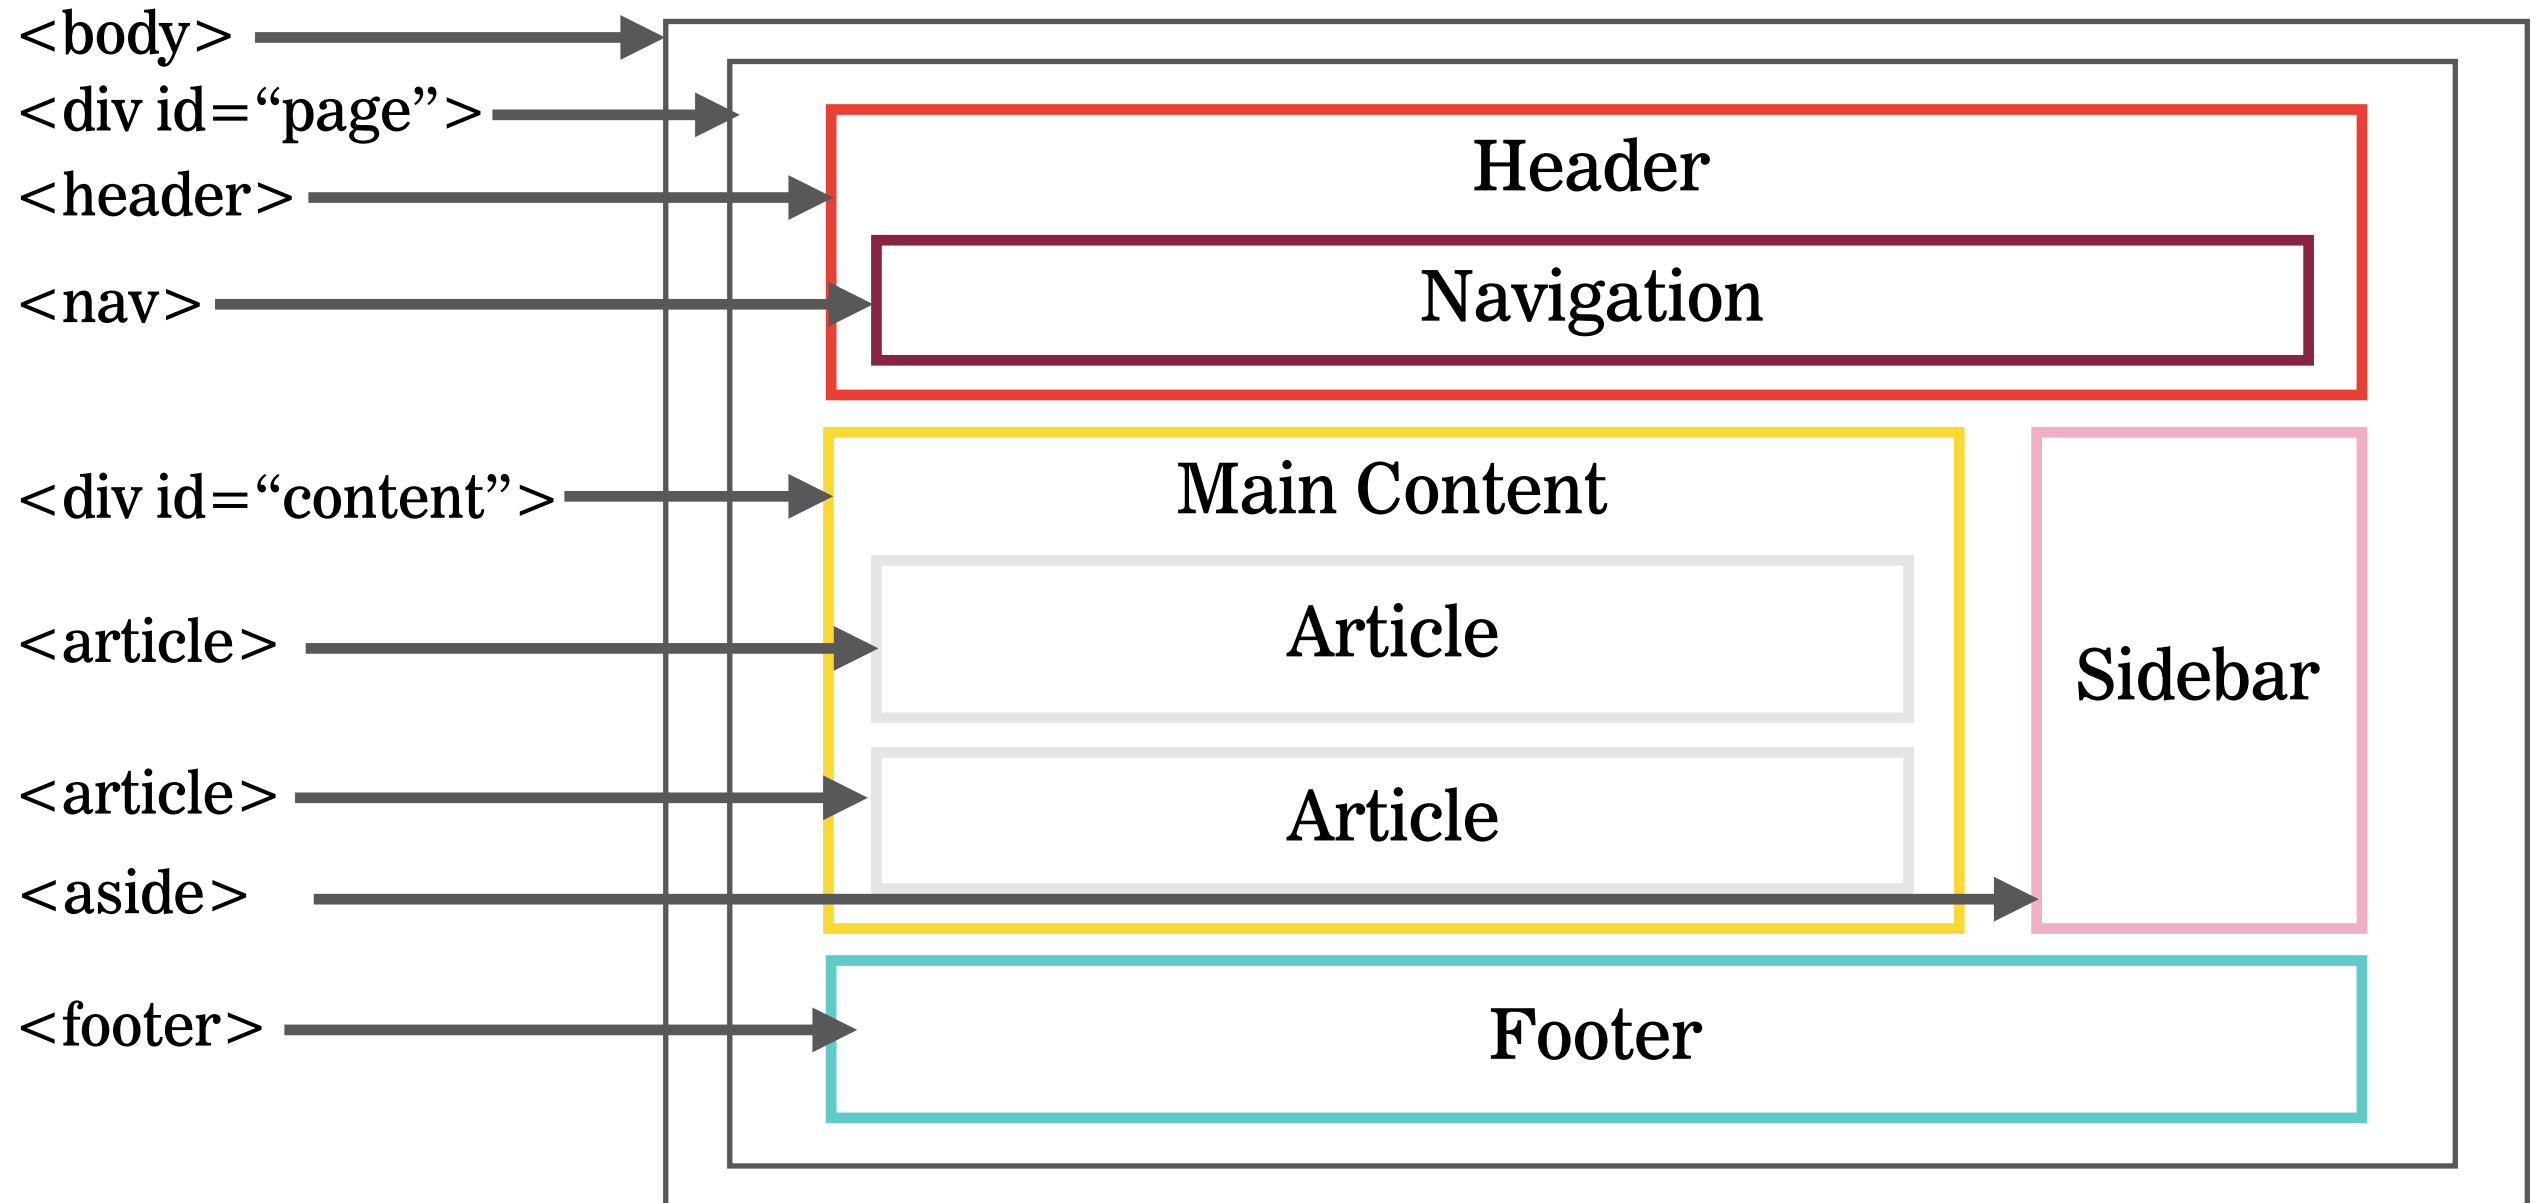 <body>
<div id=“page”>
<header>
Header
<nav>
Navigation
<div id=“content”>
Main Content
<article>
Article
Sidebar
<article>
Article
<aside>
<footer>
Footer